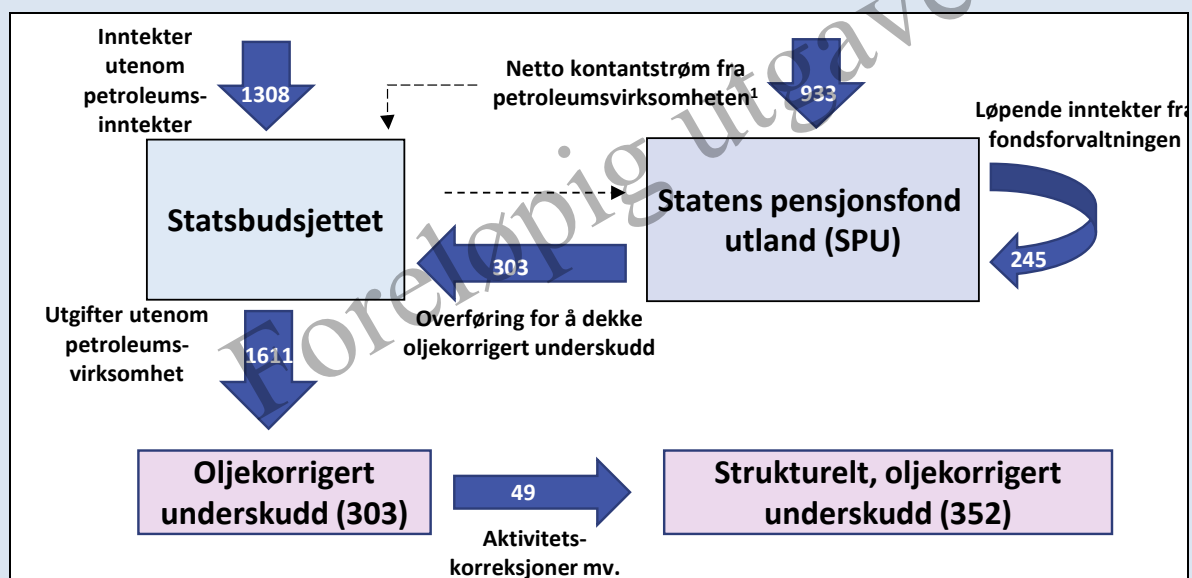 Inntekter
utenom
petroleums-
inntekter
1308
Netto kontantstrøm fra
petroleumsvirksomheten¹
933
Løpende inntekter fra
fondsforvaltningen
Statsbudsjettet
Statens pensjonsfond
utland (SPU)
303
245
Overføring for å dekke
oljekorrigert underskudd
Utgifter utenom
petroleums-
virksomhet
1611
Oljekorrigert
underskudd (303)
49
Aktivitets-
korreksjoner mv.
Strukturelt, oljekorrigert
underskudd (352)
Foreløpig utgave